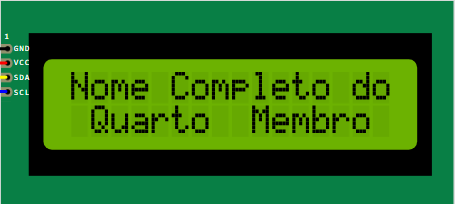 1
GND
VCC
SDA
SCL
Nome Completo do
Quarto Membro